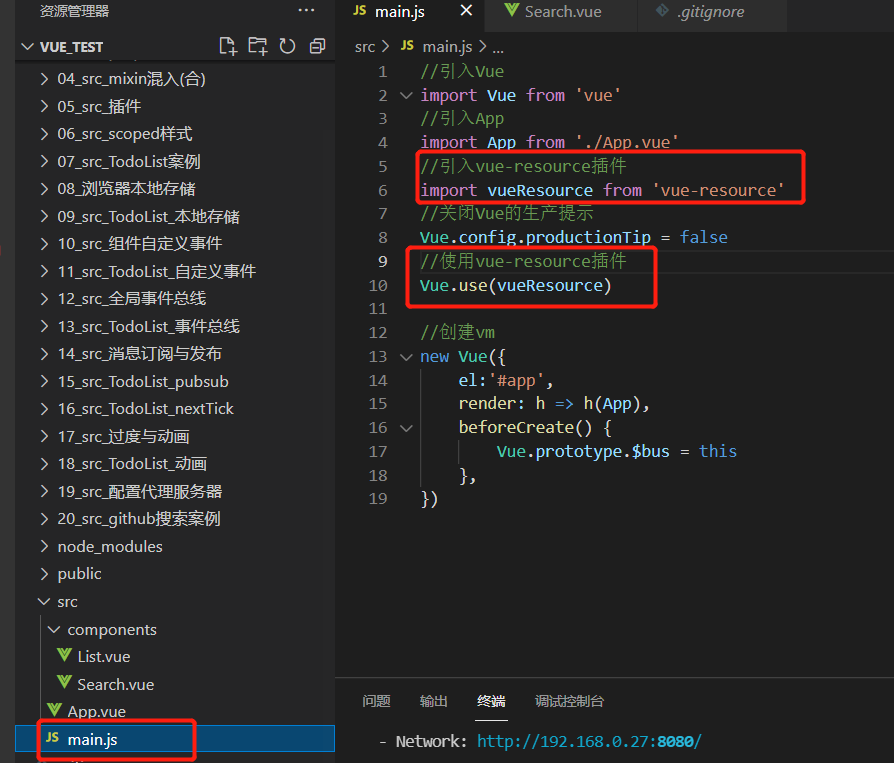 资源管理器 ...
VUE_TEST
04_src_mixin混入(合)
05_src_插件
06_src_scoped样式
07_src_TodoList案例
08_浏览器本地存储
09_src_TodoList_本地存储
10_src_组件自定义事件
11_src_TodoList_自定义事件
12_src_全局事件总线
13_src_TodoList_事件总线
14_src_消息订阅与发布
15_src_TodoList_pubsub
16_src_TodoList_nextTick
17_src_过度与动画
18_src_TodoList_动画
19_src_配置代理服务器
20_src_github搜索案例
node_modules
public
src
components
List.vue
Search.vue
App.vue
JS main.js
JS main.js Search.vue .gitignore
src > JS main.js > ...
1 //引入Vue
2 import Vue from 'vue'
3 //引入App
4 import App from './App.vue'
5 //引入vue-resource插件
6 import vueResource from 'vue-resource'
7 //关闭Vue的生产提示
8 Vue.config.productionTip = false
9 //使用vue-resource插件
10 Vue.use(vueResource)
11
12 //创建vm
13 new Vue({
14 el:'#app',
15 render: h => h(App),
16 beforeCreate() {
17 Vue.prototype.$bus = this
18 },
19 })
问题 输出 终端 调试控制台
- Network: http://192.168.0.27:8080/